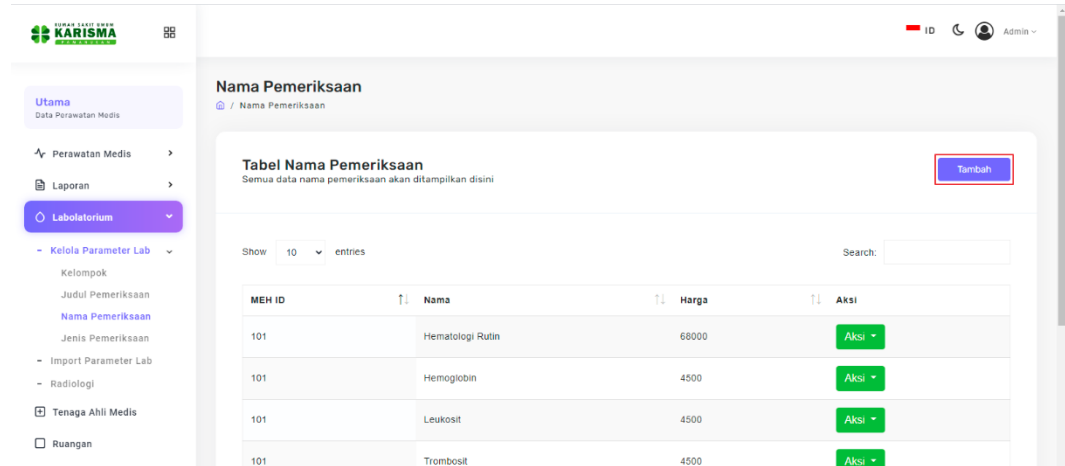 RUMAH SAKIT UMUM
KARISMA
ID
Admin
Utama
Data Perawatan Medis
Perawatan Medis
Laporan
Labolatorium
- Kelola Parameter Lab
Kelompok
Judul Pemeriksaan
Nama Pemeriksaan
Jenis Pemeriksaan
- Import Parameter Lab
- Radiologi
Tenaga Ahli Medis
Ruangan
Nama Pemeriksaan
/ Nama Pemeriksaan
Tabel Nama Pemeriksaan
Semua data nama pemeriksaan akan ditampilkan disini
Tambah
Show 10 entries
Search:
MEH ID Nama Harga Aksi
101 Hematologi Rutin 68000 Aksi
101 Hemoglobin 4500 Aksi
101 Leukosit 4500 Aksi
101 Trombosit 4500 Aksi